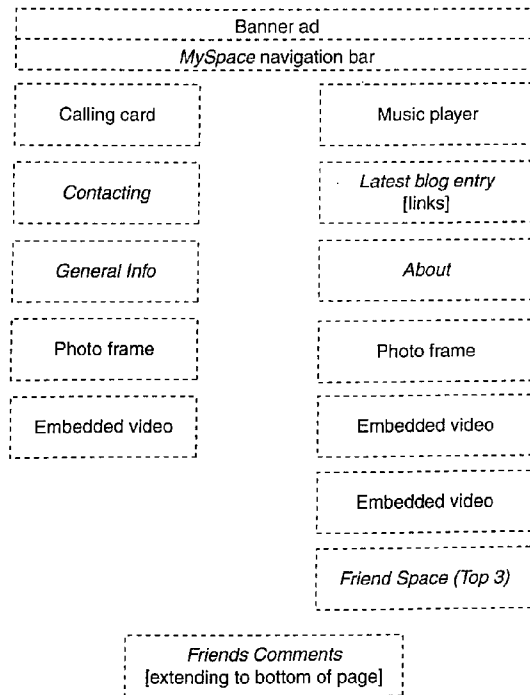 Banner ad
MySpace navigation bar
Calling card
Music player
Contacting
Latest blog entry
[links]
General Info
About
Photo frame
Photo frame
Embedded video
Embedded video
Embedded video
Friend Space (Top 3)
Friends Comments
[extending to bottom of page]